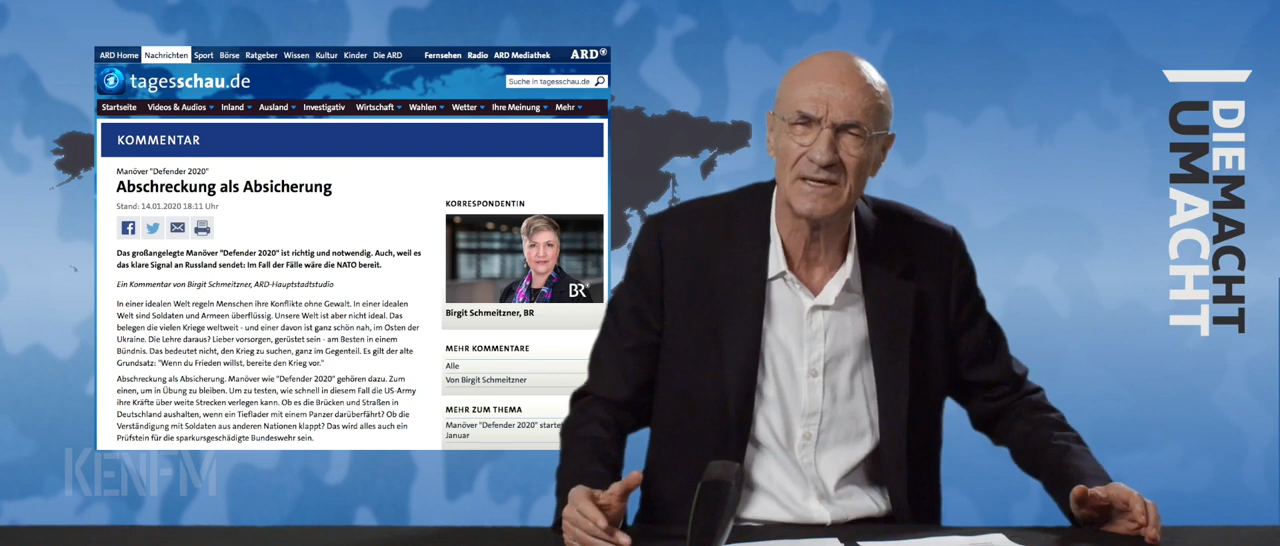 ARD Home Nachrichten Sport Börse Ratgeber Wissen Kultur Kinder Die ARD Fernsehen Radio ARD Mediathek ARD
tagesschau.de
Suche in tagesschau.de
Startseite Videos & Audios Inland Ausland Investigativ Wirtschaft Wahlen Wetter Ihre Meinung Mehr
KOMMENTAR
Manöver "Defender 2020"
Abschreckung als Absicherung
Stand: 14.01.2020 18:11 Uhr
Das großangelegte Manöver "Defender 2020" ist richtig und notwendig. Auch, weil es
das klare Signal an Russland sendet: Im Fall der Fälle wäre die NATO bereit.
Ein Kommentar von Birgit Schmeitzner, ARD-Hauptstadtstudio
In einer idealen Welt regeln Menschen ihre Konflikte ohne Gewalt. In einer idealen
Welt sind Soldaten und Armeen überflüssig. Unsere Welt ist aber nicht ideal. Das
belegen die vielen Kriege weltweit - und einer davon ist ganz schön nah, im Osten der
Ukraine. Die Lehre daraus? Lieber vorsorgen, gerüstet sein - am Besten in einem
Bündnis. Das bedeutet nicht, den Krieg zu suchen, ganz im Gegenteil. Es gilt der alte
Grundsatz: "Wenn du Frieden willst, bereite den Krieg vor."
Abschreckung als Absicherung. Manöver wie "Defender 2020" gehören dazu. Zum
einen, um in Übung zu bleiben. Um zu testen, wie schnell in diesem Fall die US-Army
ihre Kräfte über weite Strecken verlegen kann. Ob es die Brücken und Straßen in
Deutschland aushalten, wenn ein Tieflader mit einem Panzer darüberfährt? Ob die
Verständigung mit Soldaten aus anderen Nationen klappt? Das wird alles auch ein
Prüfstein für die sparkursgeschädigte Bundeswehr sein.
KORRESPONDENTIN
BR
Birgit Schmeitzner, BR
MEHR KOMMENTARE
Alle
Von Birgit Schmeitzner
MEHR ZUM THEMA
Manöver "Defender 2020" starte
Januar
KENFM
DIEMACHT
UMACHT